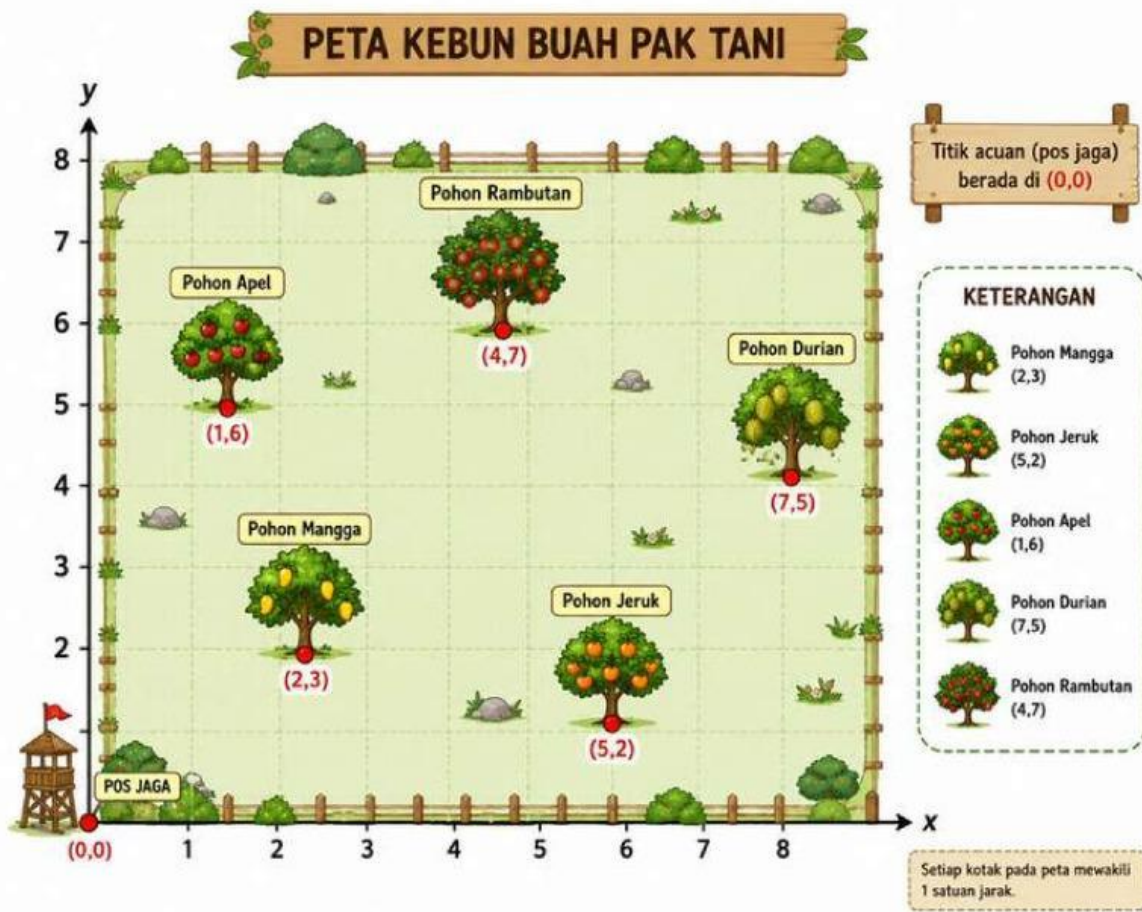 PETA KEBUN BUAH PAK TANI
y
8
7
6
5
4
3
2
Pohon Rambutan
(4,7)
Pohon Apel
(1,6)
Pohon Durian
(7,5)
Pohon Mangga
(2,3)
Pohon Jeruk
(5,2)
POS JAGA
(0,0)
1
2
3
4
5
6
7
8
x
Titik acuan (pos jaga)
berada di (0,0)
KETERANGAN
Pohon Mangga
(2,3)
Pohon Jeruk
(5,2)
Pohon Apel
(1,6)
Pohon Durian
(7,5)
Pohon Rambutan
(4,7)
Setiap kotak pada peta mewakili
1 satuan jarak.